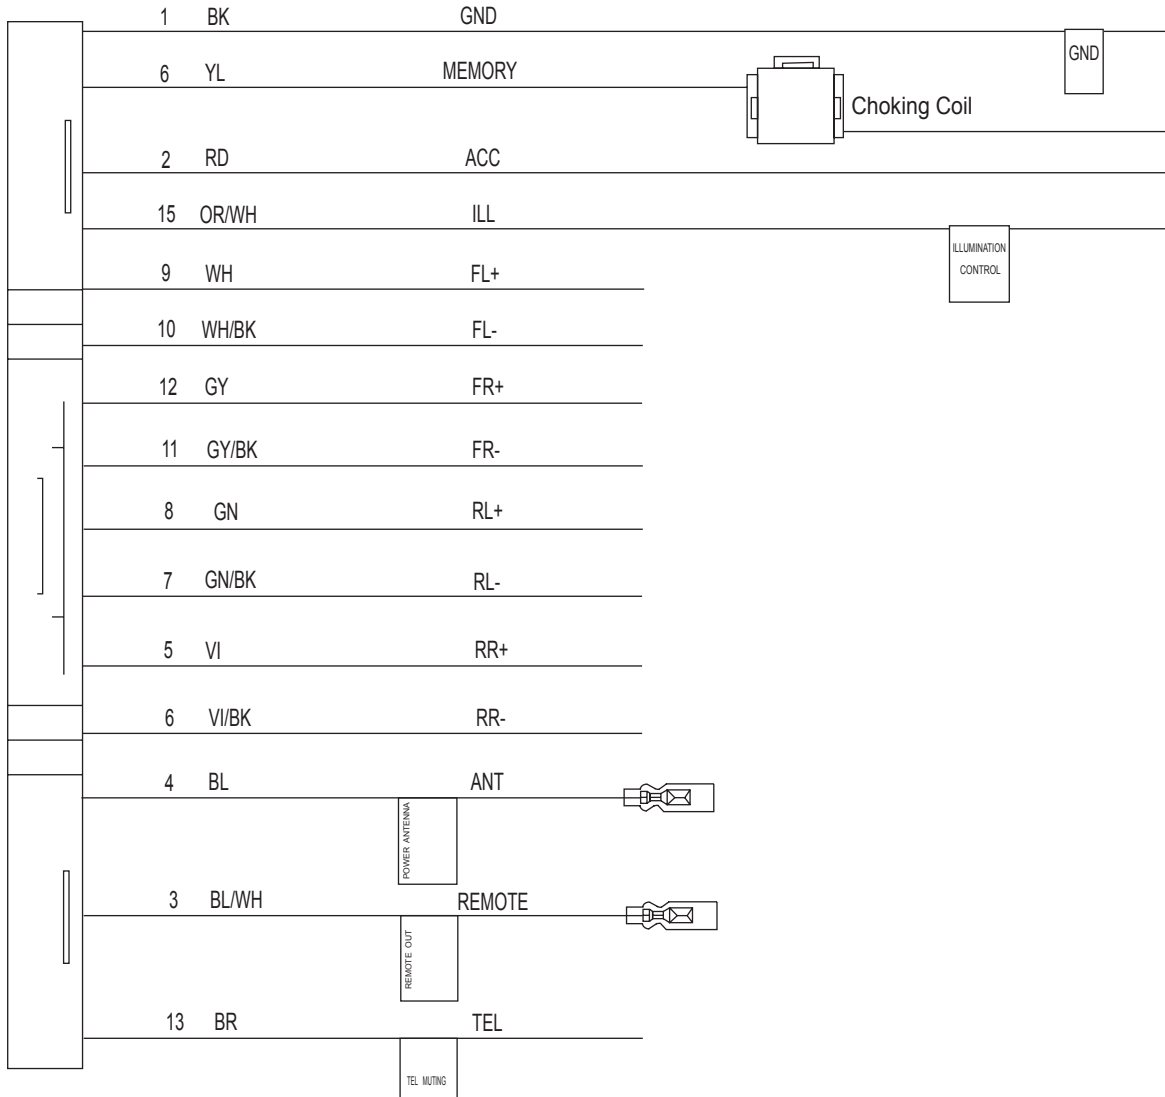 1 BK GND
GND
6 YL MEMORY
Choking Coil
2 RD ACC
15 OR/WH ILL
ILLUMINATION
CONTROL
9 WH FL+
10 WH/BK FL-
12 GY FR+
11 GY/BK FR-
8 GN RL+
7 GN/BK RL-
5 VI RR+
6 VI/BK RR-
4 BL ANT
POWER ANTENNA
3 BL/WH REMOTE
REMOTE OUT
13 BR TEL
TEL MUTING